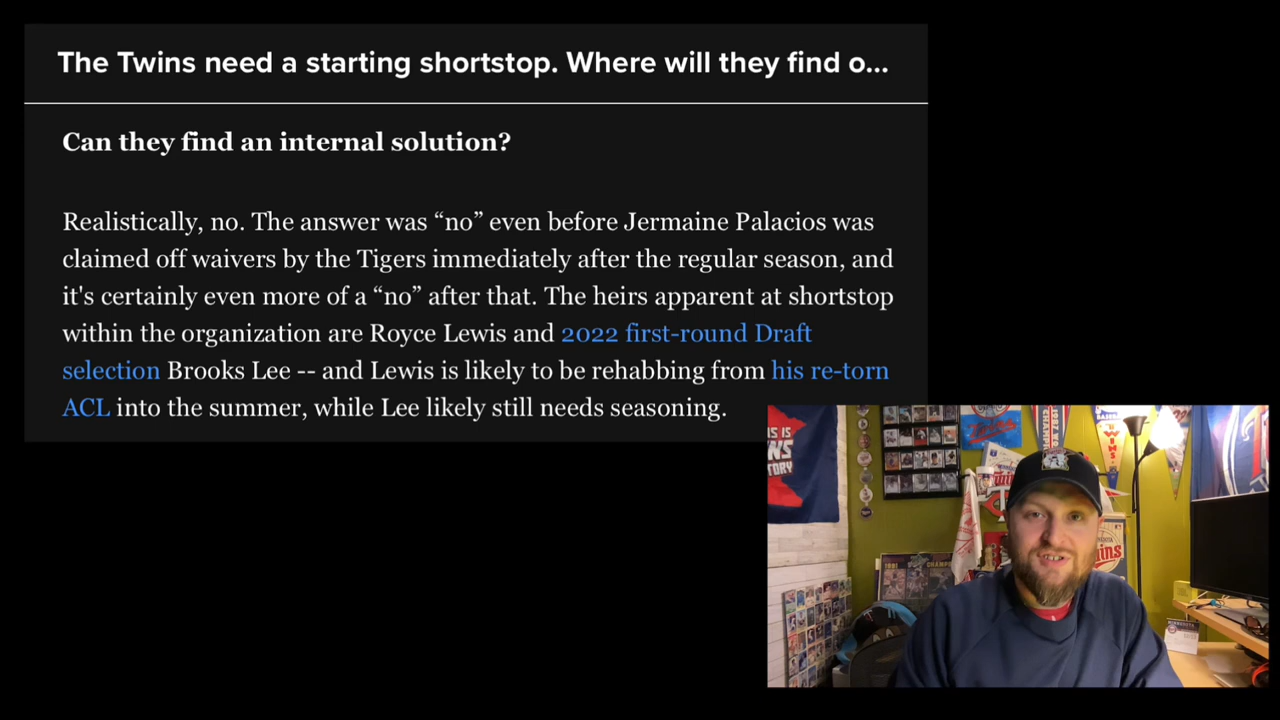 The Twins need a starting shortstop. Where will they find o...
Can they find an internal solution?
Realistically, no. The answer was “no” even before Jermaine Palacios was
claimed off waivers by the Tigers immediately after the regular season, and
it's certainly even more of a “no” after that. The heirs apparent at shortstop
within the organization are Royce Lewis and 2022 first-round Draft
selection Brooks Lee -- and Lewis is likely to be rehabbing from his re-torn
ACL into the summer, while Lee likely still needs seasoning.